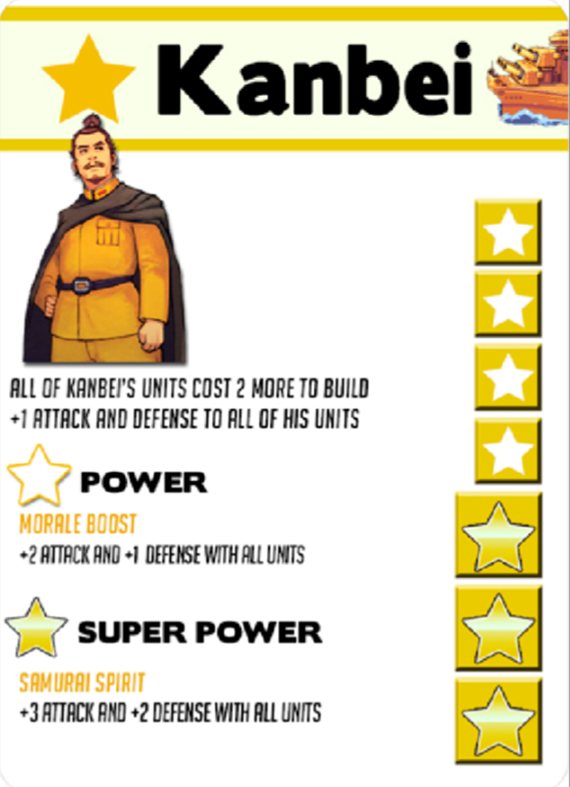 Kanbei
ALL OF KANBEI'S UNITS COST 2 MORE TO BUILD
+1 ATTACK AND DEFENSE TO ALL OF HIS UNITS
POWER
MORALE BOOST
+2 ATTACK AND +1 DEFENSE WITH ALL UNITS
SUPER POWER
SAMURAI SPIRIT
+3 ATTACK AND +2 DEFENSE WITH ALL UNITS